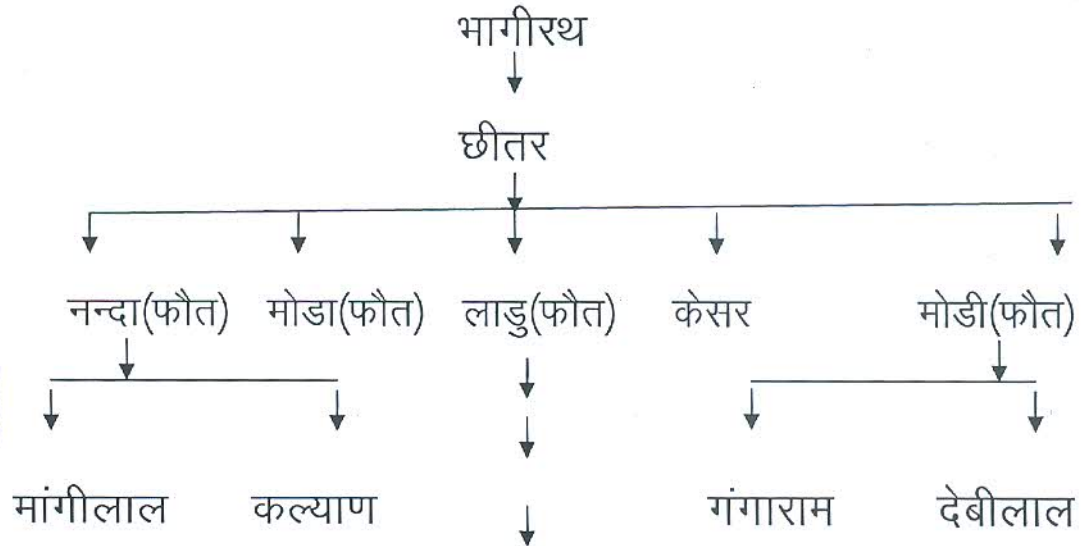 भागीरथ
छीतर
नन्दा(फौत) मोडा(फौत) लाडु(फौत) केसर मोडी(फौत)
मांगीलाल कल्याण गंगाराम देबीलाल